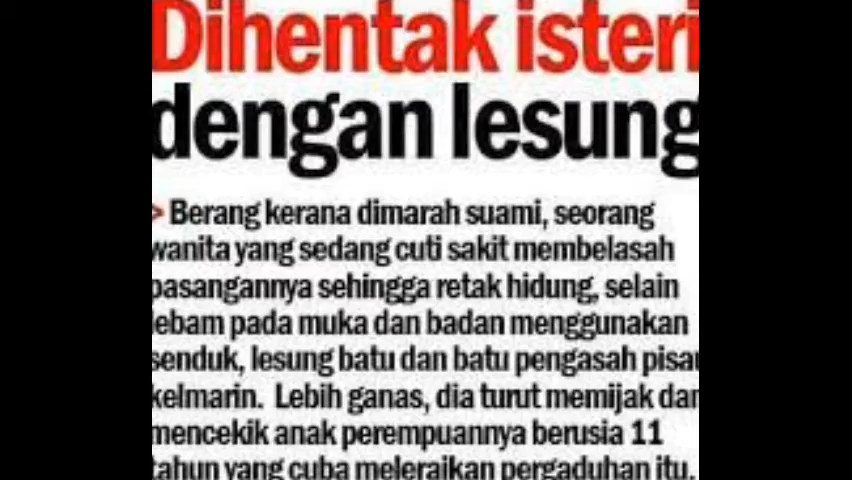 Dihentak isteri
dengan lesung
> Berang kerana dimarah suami, seorang
wanita yang sedang cuti sakit membelasah
pasangannya sehingga retak hidung, selain
lebam pada muka dan badan menggunakan
senduk, lesung batu dan batu pengasah pisau
kelmarin. Lebih ganas, dia turut memijak dan
mencekik anak perempuannya berusia 11
tahun yang cuba meleraikan pergaduhan itu.